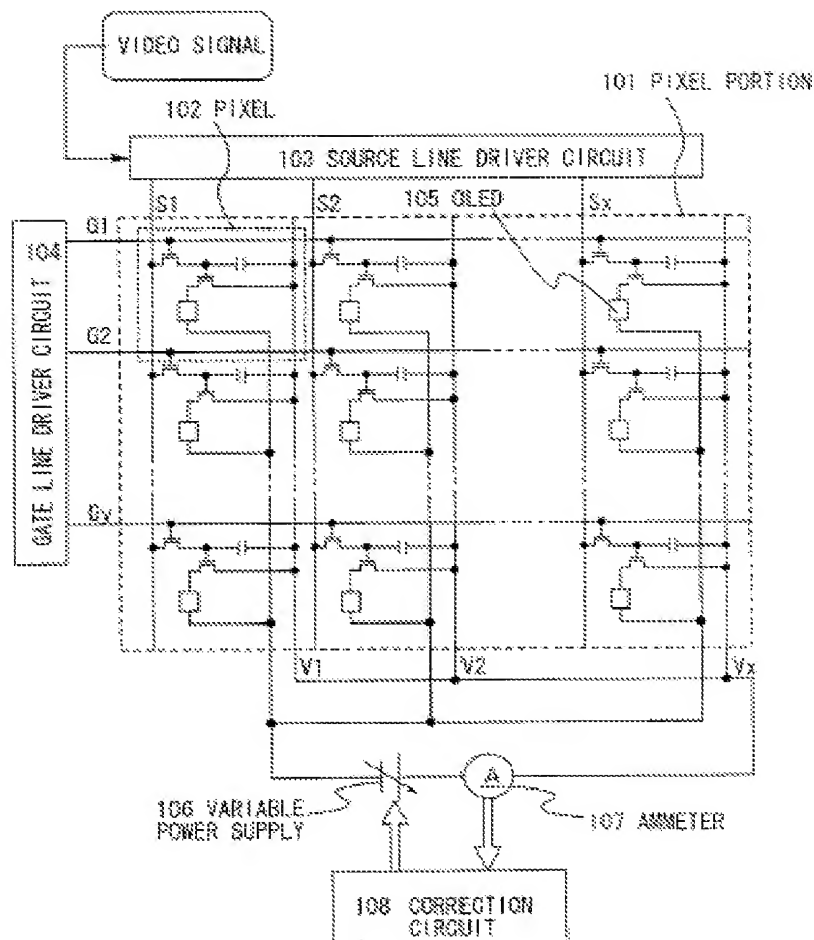 VIDEO SIGNAL
101 PIXEL PORTION
102 PIXEL
103 SOURCE LINE DRIVER CIRCUIT
S1
S2
105 OLED
Sx
G1
104
GATE LINE DRIVER CIRCUIT
G2
Gy
V1
V2
Vx
A
106 VARIABLE
POWER SUPPLY
107 AMMETER
108 CORRECTION
CIRCUIT